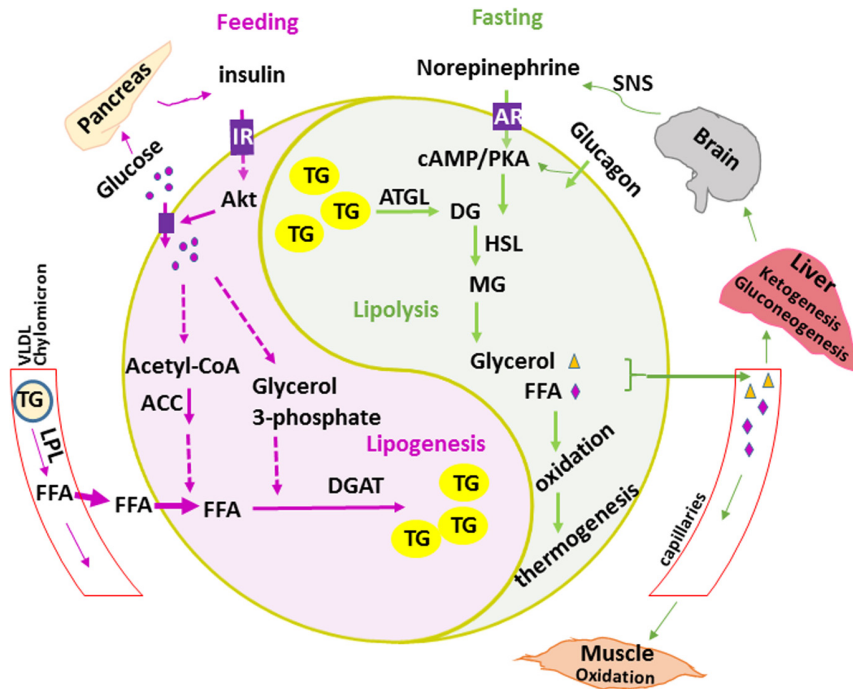 Feeding
Fasting
insulin
Norepinephrine
SNS
Pancreas
IR
AR
Brain
Glucose
cAMP/PKA
Glucagon
Akt
TG
TG
TG
ATGL
DG
HSL
MG
Lipolysis
Liver
Ketogenesis
Gluconeogenesis
VLDL
Chylomicron
TG
LPL
FFA
Acetyl-CoA
ACC
Glycerol
3-phosphate
Glycerol
FFA
oxidation
thermogenesis
Lipogenesis
FFA
FFA
DGAT
TG
TG
TG
capillaries
Muscle
Oxidation